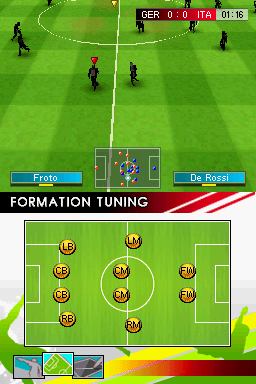 GER 0 : 0 ITA 01:16
Froto De Rossi
FORMATION TUNING
LB LM
CB CM FW
CB CM FW
RB RM